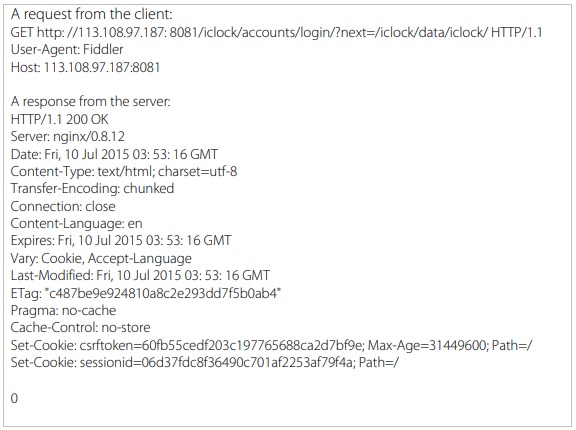 A request from the client:
GET http: //113.108.97.187: 8081/iclock/accounts/login/?next=/iclock/data/iclock/ HTTP/1.1
User-Agent: Fiddler
Host: 113.108.97.187:8081
A response from the server:
HTTP/1.1 200 OK
Server: nginx/0.8.12
Date: Fri, 10 Jul 2015 03: 53: 16 GMT
Content-Type: text/html; charset=utf-8
Transfer-Encoding: chunked
Connection: close
Content-Language: en
Expires: Fri, 10 Jul 2015 03: 53: 16 GMT
Vary: Cookie, Accept-Language
Last-Modified: Fri, 10 Jul 2015 03: 53: 16 GMT
ETag: "c487be9e924810a8c2e293dd7f5b0ab4"
Pragma: no-cache
Cache-Control: no-store
Set-Cookie: csrftoken=60fb55cedf203c197765688ca2d7bf9e; Max-Age=31449600; Path=/
Set-Cookie: sessionid=06d37fdc8f36490c701af2253af79f4a; Path=/
0